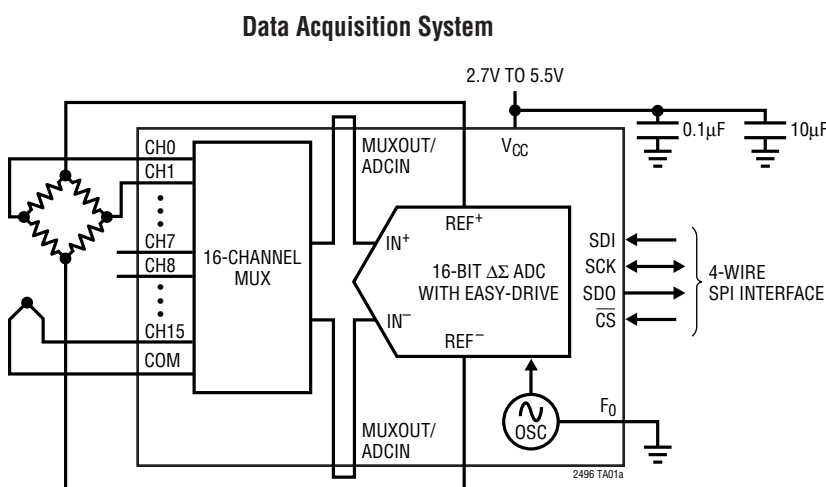 Data Acquisition System
2.7V TO 5.5V
0.1µF
10µF
CH0
CH1
CH7
CH8
CH15
COM
16-CHANNEL
MUX
MUXOUT/
ADCIN
VCC
REF+
IN+
16-BIT ΔΣ ADC
WITH EASY-DRIVE
IN−
REF−
SDI
SCK
SDO
CS
4-WIRE
SPI INTERFACE
F0
OSC
MUXOUT/
ADCIN
2496 TA01a